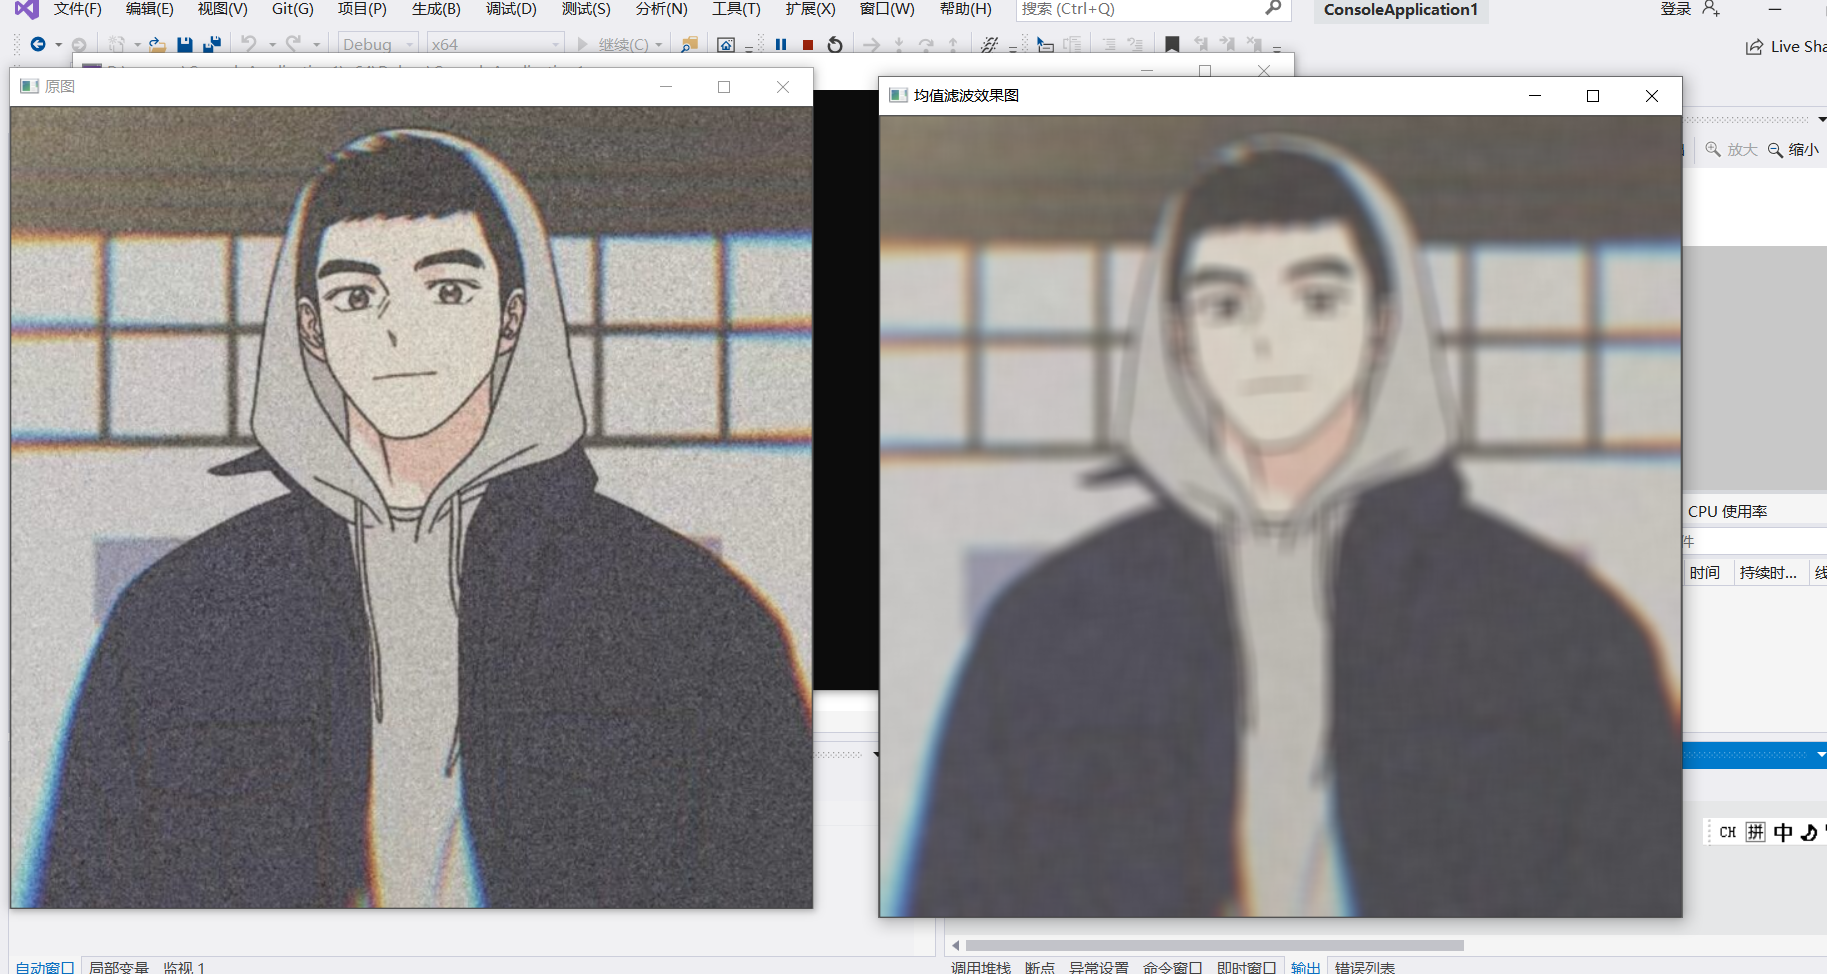 文件(F) 编辑(E) 视图(V) Git(G) 项目(P) 生成(B) 调试(D) 测试(S) 分析(N) 工具(T) 扩展(X) 窗口(W) 帮助(H) 搜索 (Ctrl+Q) ConsoleApplication1 登录
Debug x64 继续(C) Live Sha
原图
均值滤波效果图
放大 缩小
CPU 使用率
件
时间 持续时... 线
CH 拼 中
自动窗口 局部变量 监视 1
调用堆栈 断点 异常设置 命令窗口 即时窗口 输出 错误列表